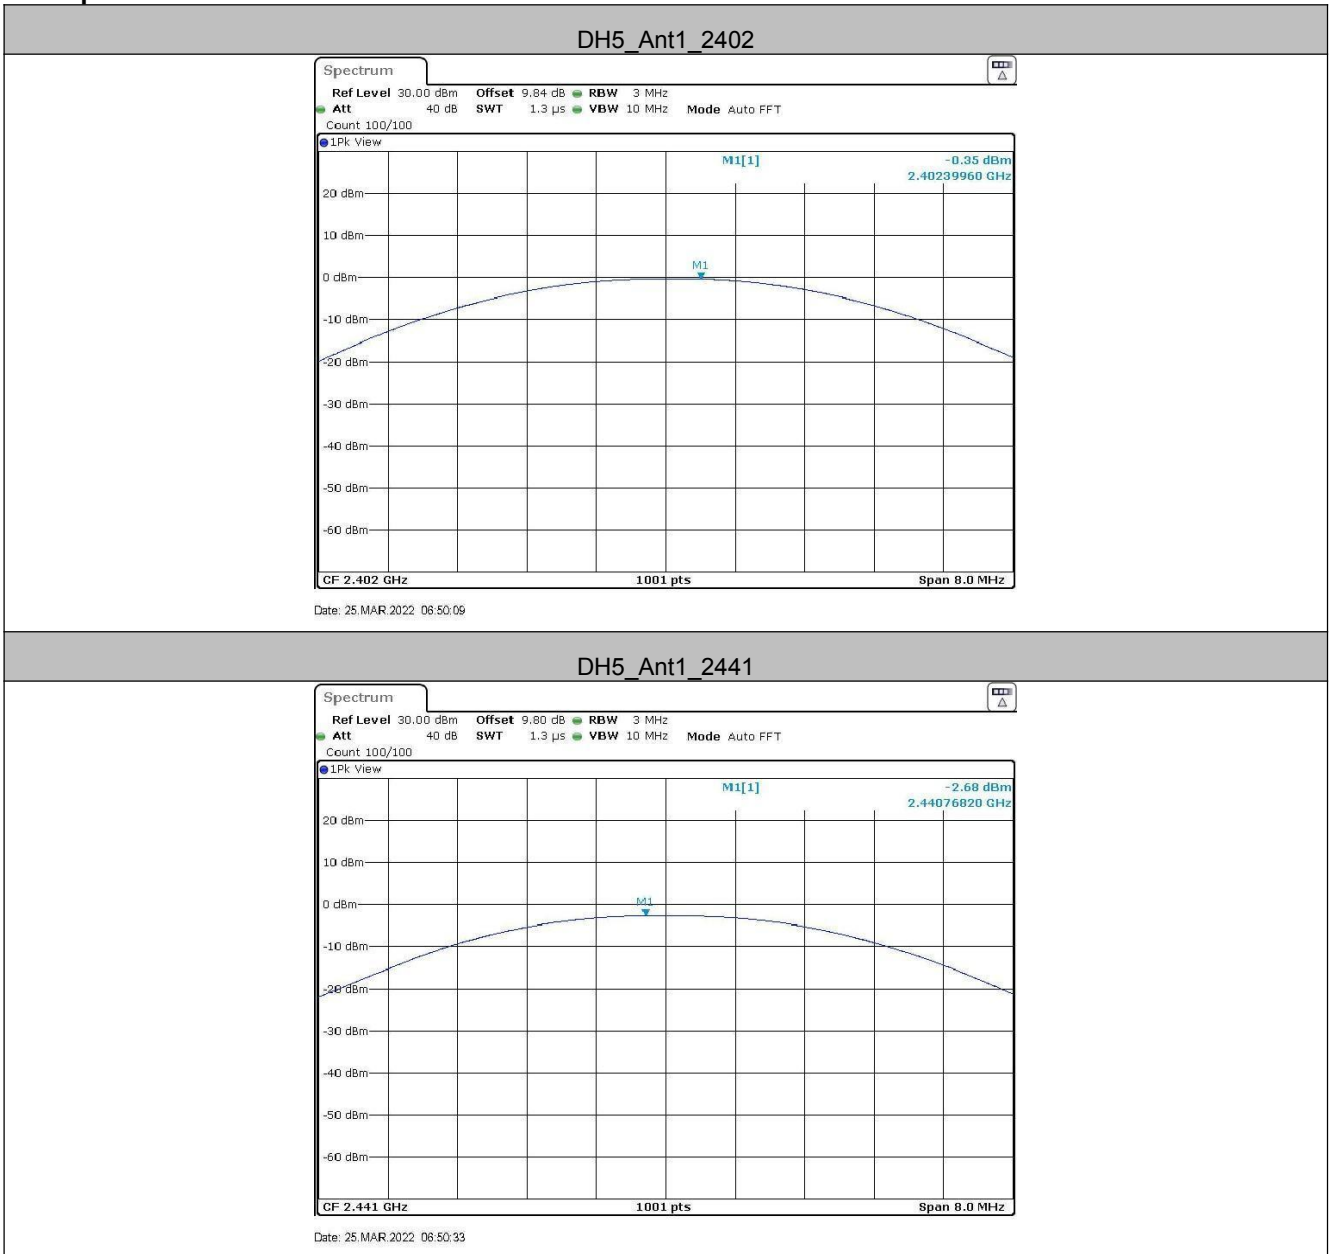 DH5_Ant1_2402
Spectrum
Ref Level 30.00 dBm Offset 9.84 dB RBW 3 MHz
Att 40 dB SWT 1.3 µs VBW 10 MHz Mode Auto FFT
Count 100/100
1Pk View
M1[1] -0.35 dBm
2.40239960 GHz
20 dBm
10 dBm
M1
0 dBm
-10 dBm
-20 dBm
-30 dBm
-40 dBm
-50 dBm
-60 dBm
CF 2.402 GHz 1001 pts Span 8.0 MHz
Date: 25.MAR.2022 06:50:09
DH5_Ant1_2441
Spectrum
Ref Level 30.00 dBm Offset 9.80 dB RBW 3 MHz
Att 40 dB SWT 1.3 µs VBW 10 MHz Mode Auto FFT
Count 100/100
1Pk View
M1[1] -2.68 dBm
2.44076820 GHz
20 dBm
10 dBm
0 dBm M1
-10 dBm
-20 dBm
-30 dBm
-40 dBm
-50 dBm
-60 dBm
CF 2.441 GHz 1001 pts Span 8.0 MHz
Date: 25.MAR.2022 06:50:33